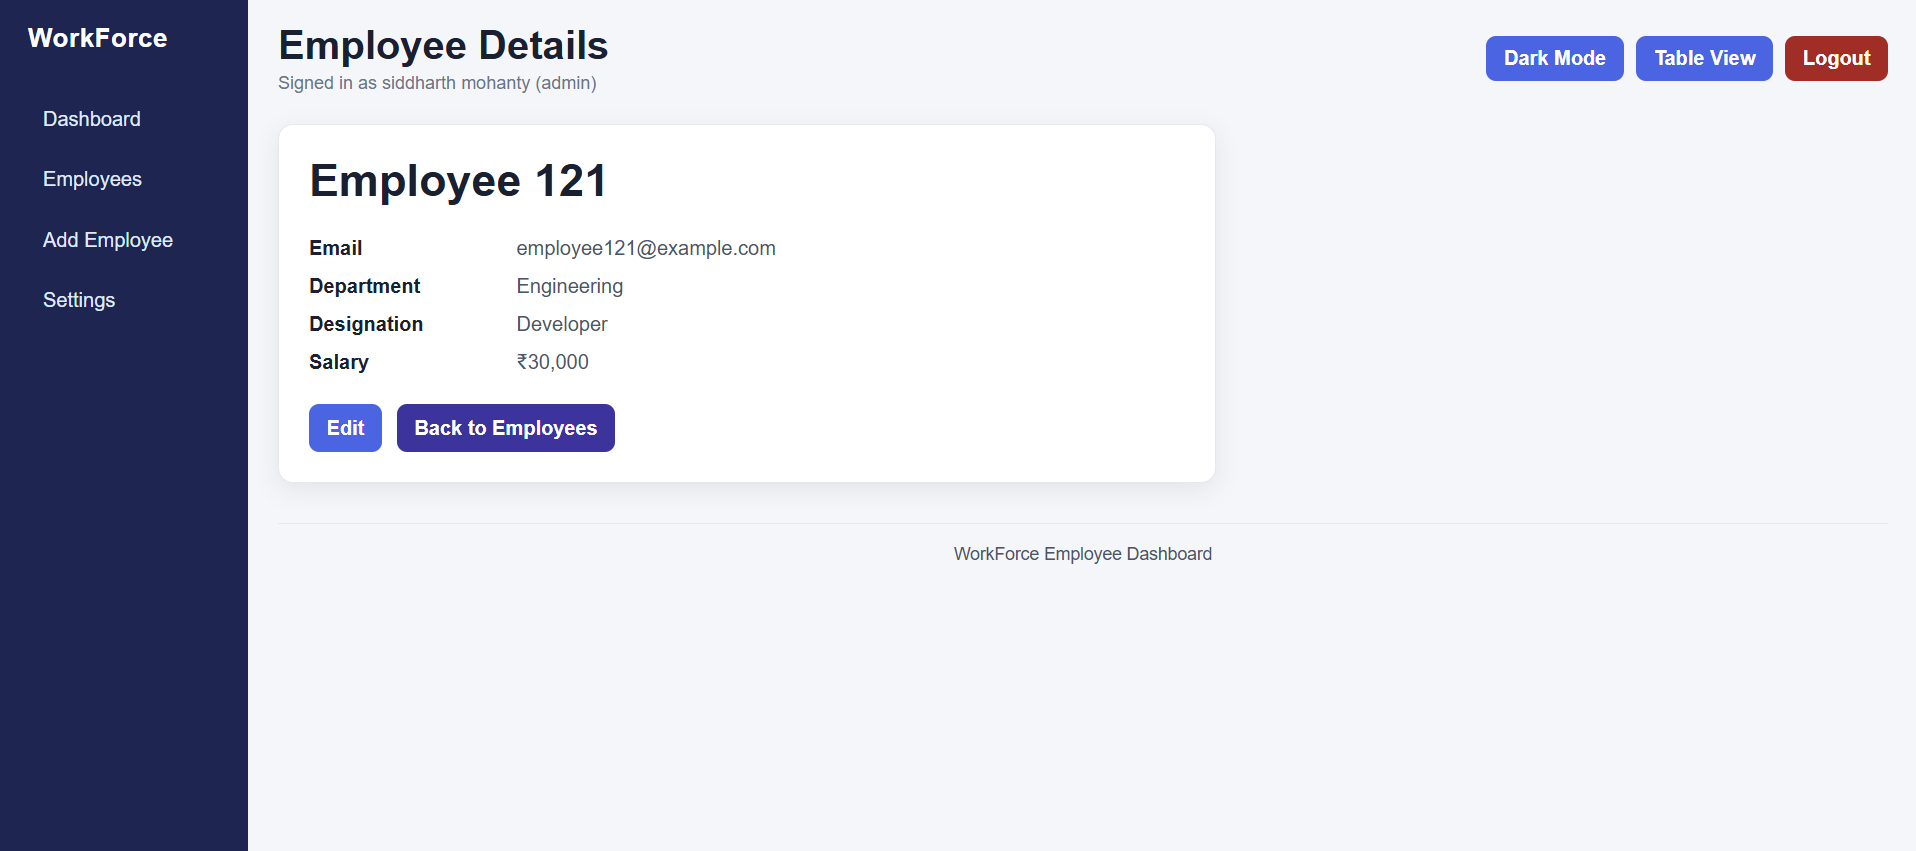 WorkForce
Dashboard
Employees
Add Employee
Settings
Employee Details
Signed in as siddharth mohanty (admin)
Dark Mode
Table View
Logout
Employee 121
Email employee121@example.com
Department Engineering
Designation Developer
Salary ₹30,000
Edit
Back to Employees
WorkForce Employee Dashboard